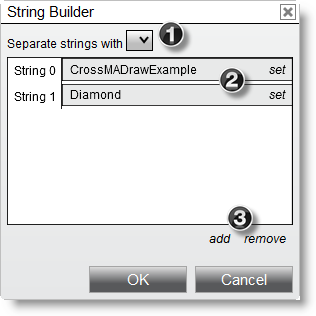 String Builder
Separate strings with 1
String 0 CrossMADrawExample set
2
String 1 Diamond set
3
add remove
OK Cancel